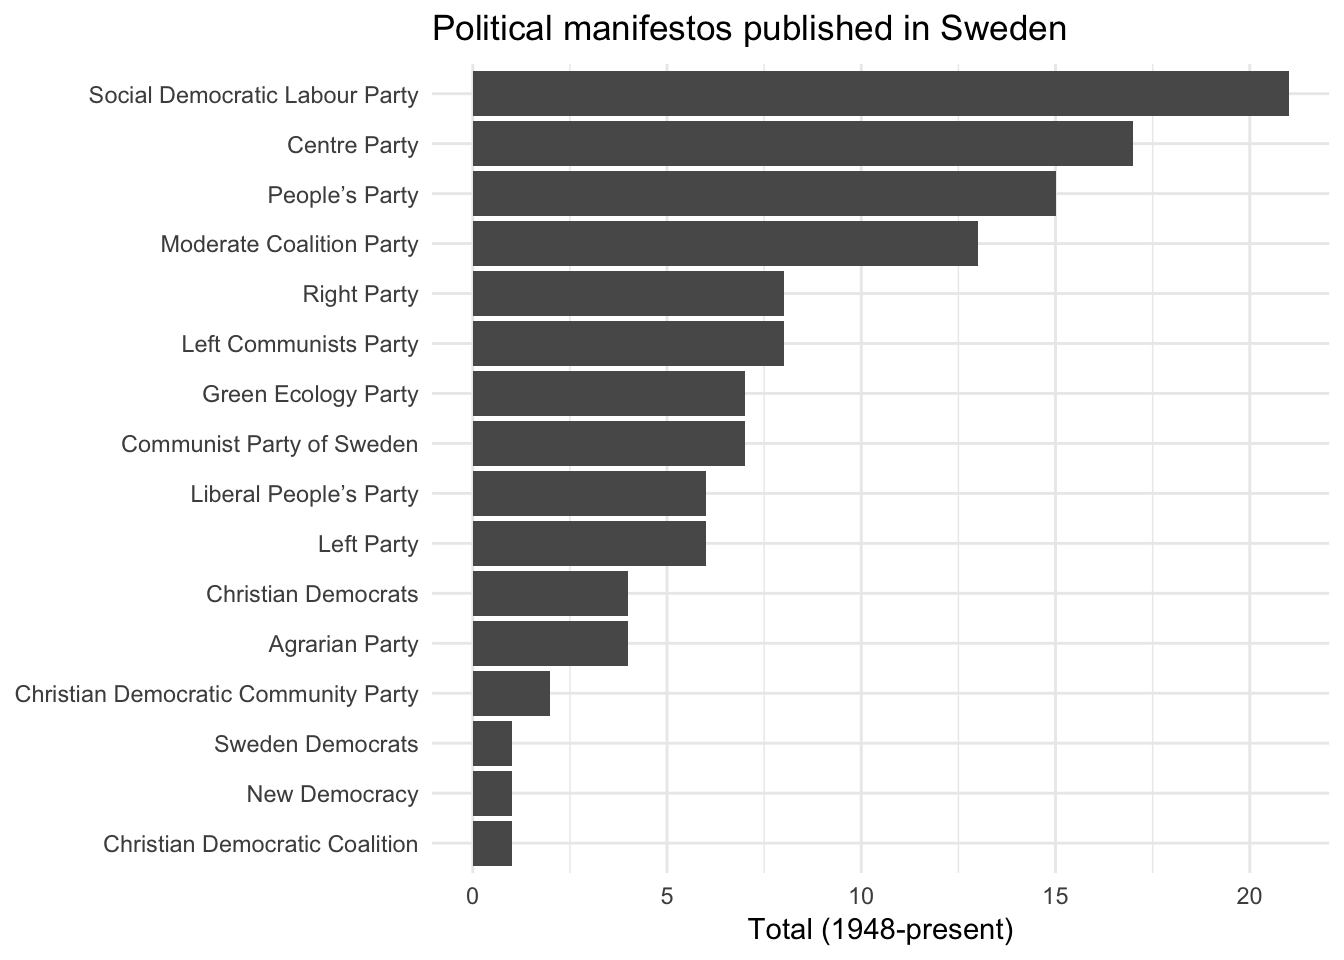 Political manifestos published in Sweden
Social Democratic Labour Party
Centre Party
People’s Party
Moderate Coalition Party
Right Party
Left Communists Party
Green Ecology Party
Communist Party of Sweden
Liberal People’s Party
Left Party
Christian Democrats
Agrarian Party
Christian Democratic Community Party
Sweden Democrats
New Democracy
Christian Democratic Coalition
0 5 10 15 20
Total (1948-present)